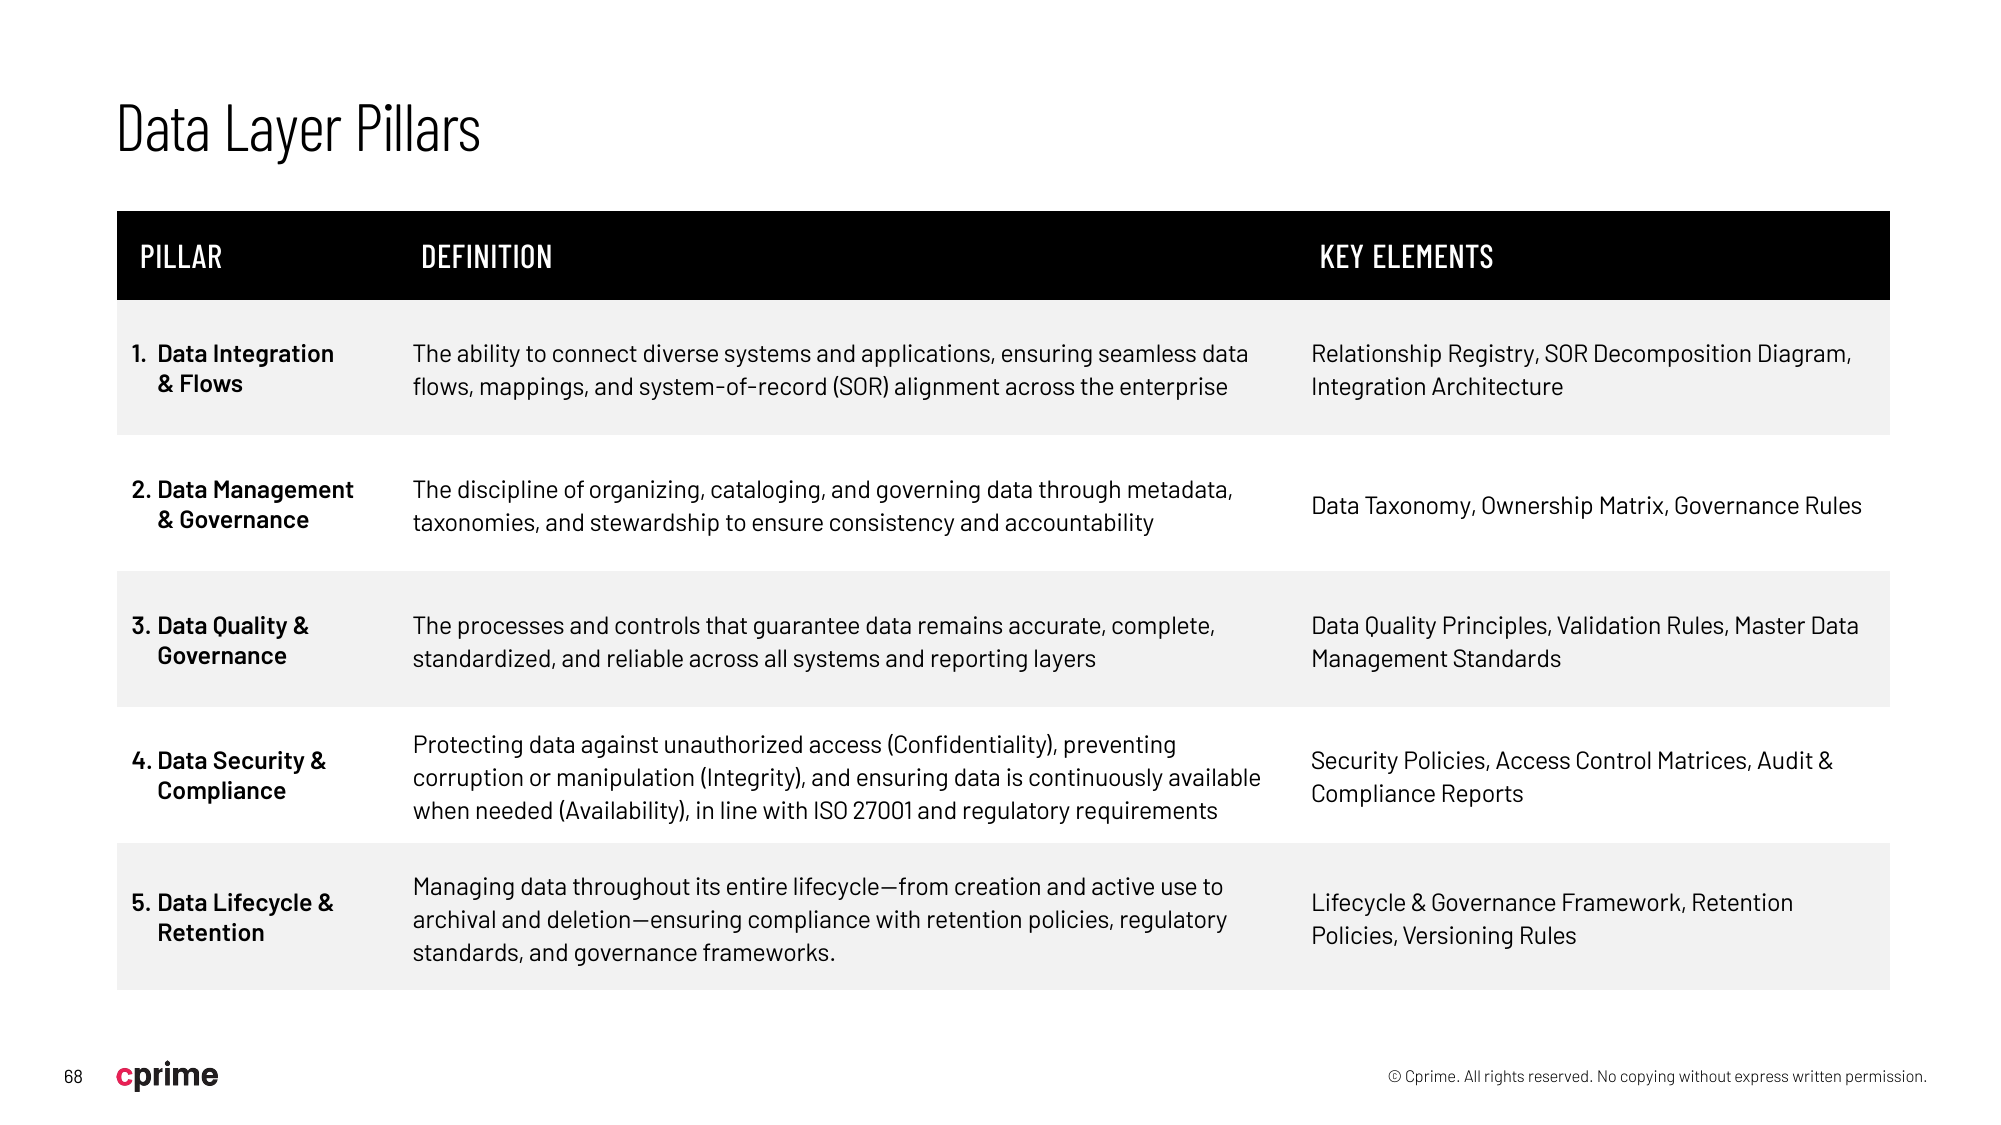 Data Layer Pillars
PILLAR
DEFINITION
KEY ELEMENTS
1. Data Integration
& Flows
The ability to connect diverse systems and applications, ensuring seamless data
flows, mappings, and system-of-record (SOR) alignment across the enterprise
Relationship Registry, SOR Decomposition Diagram,
Integration Architecture
2. Data Management
& Governance
The discipline of organizing, cataloging, and governing data through metadata,
taxonomies, and stewardship to ensure consistency and accountability
Data Taxonomy, Ownership Matrix, Governance Rules
3. Data Quality &
Governance
The processes and controls that guarantee data remains accurate, complete,
standardized, and reliable across all systems and reporting layers
Data Quality Principles, Validation Rules, Master Data
Management Standards
4. Data Security &
Compliance
Protecting data against unauthorized access (Confidentiality), preventing
corruption or manipulation (Integrity), and ensuring data is continuously available
when needed (Availability), in line with ISO 27001 and regulatory requirements
Security Policies, Access Control Matrices, Audit &
Compliance Reports
5. Data Lifecycle &
Retention
Managing data throughout its entire lifecycle—from creation and active use to
archival and deletion—ensuring compliance with retention policies, regulatory
standards, and governance frameworks.
Lifecycle & Governance Framework, Retention
Policies, Versioning Rules
68
cprime
© Cprime. All rights reserved. No copying without express written permission.